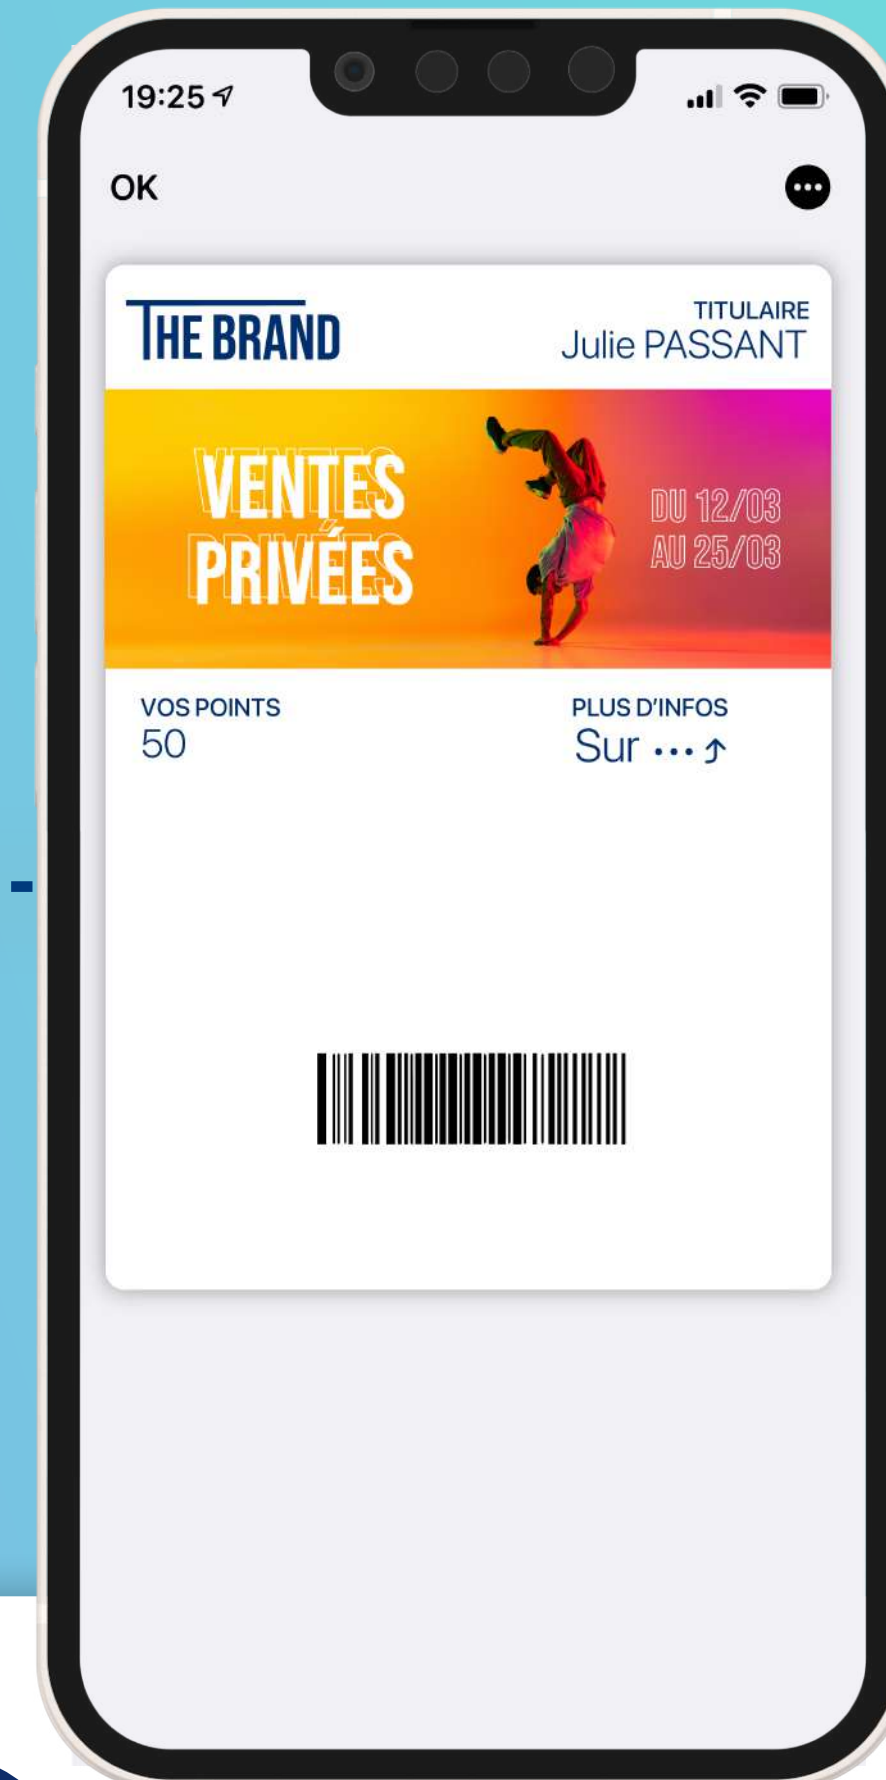 19:25
OK
THE BRAND
TITULAIRE
Julie PASSANT
VENTES
PRIVÉES
DU 12/03
AU 25/03
VOS POINTS
50
PLUS D'INFOS
Sur ...